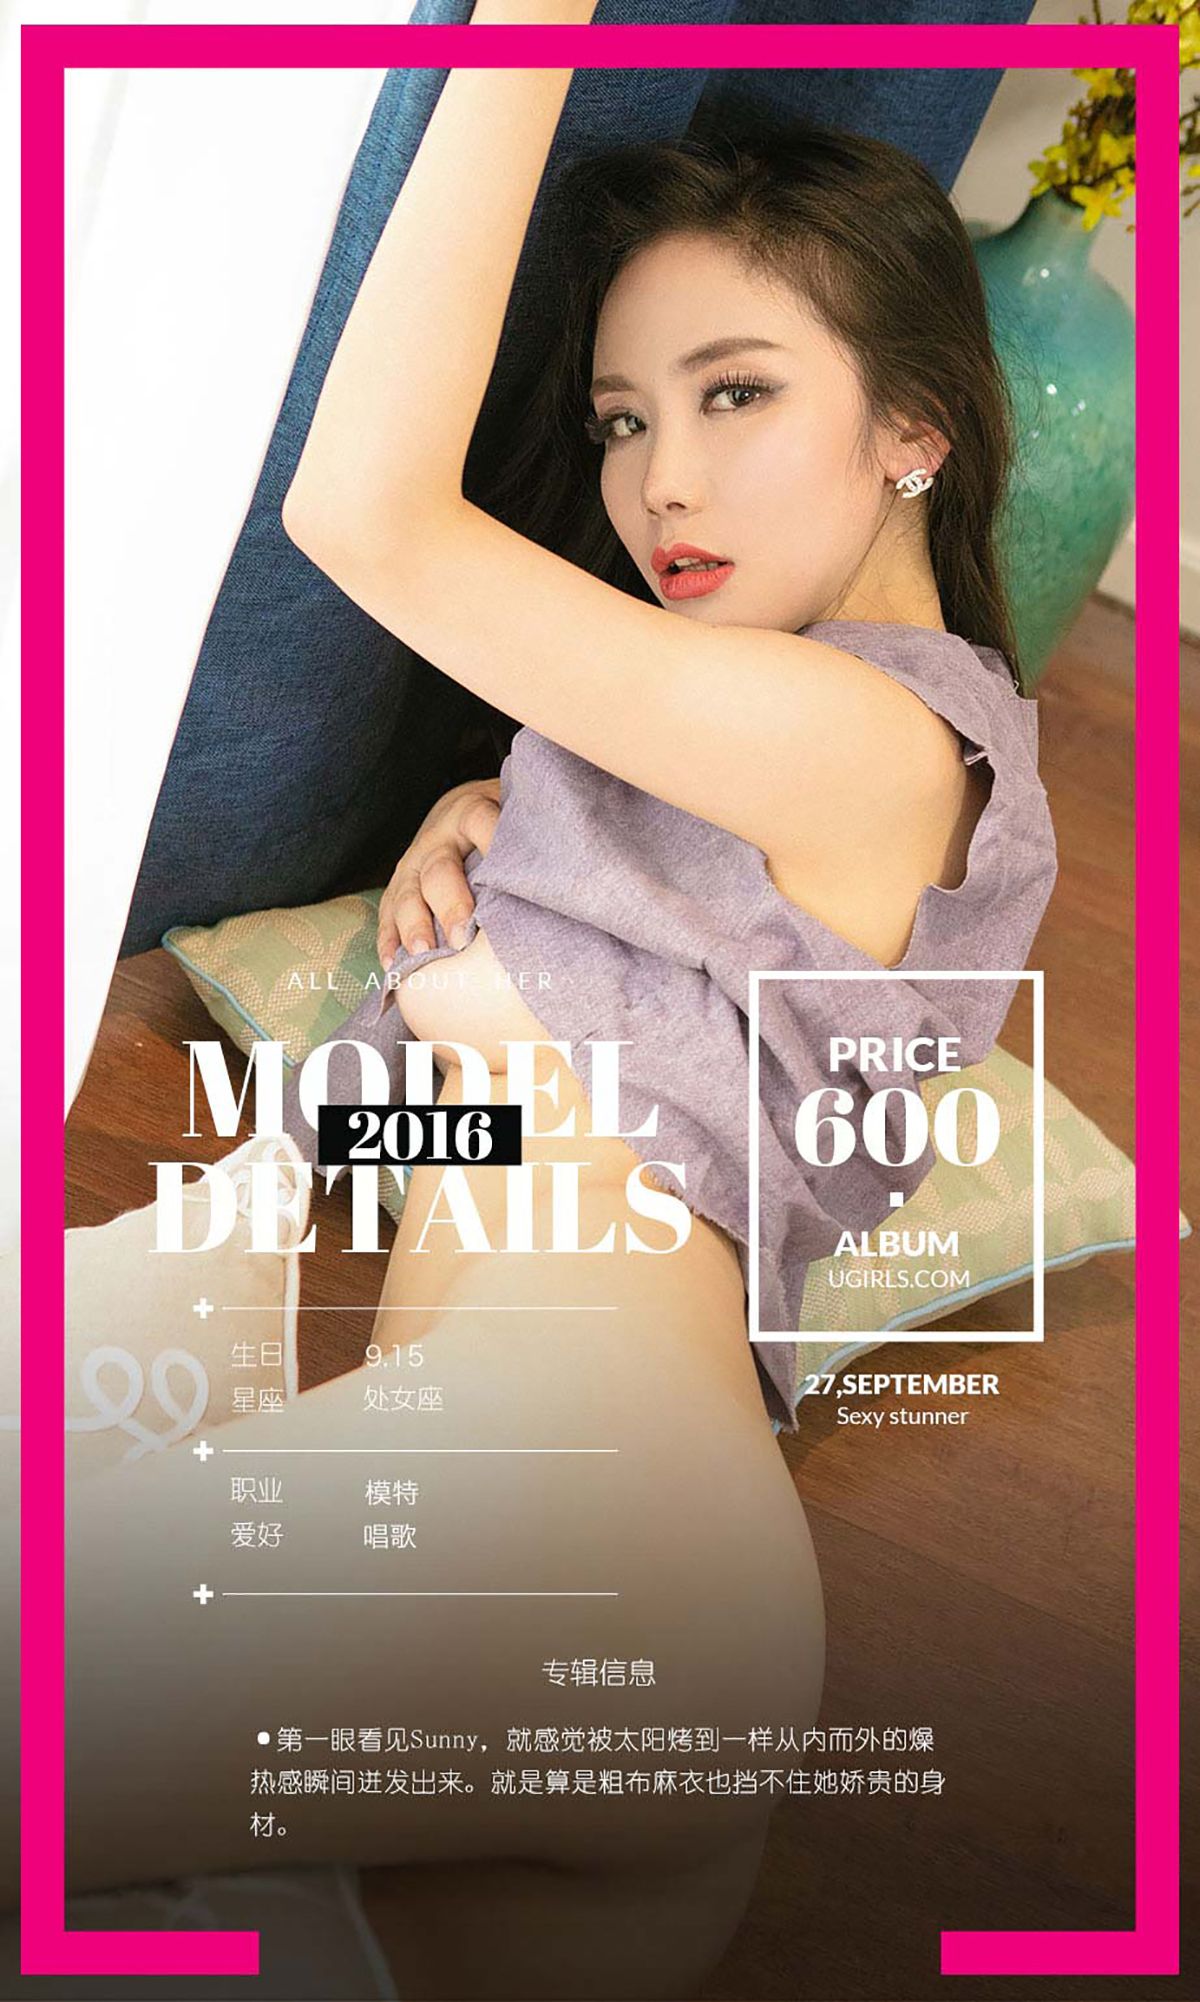 ALL ABOUT HER
MODEL
2016
DETAILS
PRICE
600
ALBUM
UGIRLS.COM
27,SEPTEMBER
Sexy stunner
生日 9.15
星座 处女座
职业 模特
爱好 唱歌
专辑信息
●第一眼看见Sunny，就感觉被太阳烤到一样从内而外的燥
热感瞬间迸发出来。就是算是粗布麻衣也挡不住她娇贵的身
材。